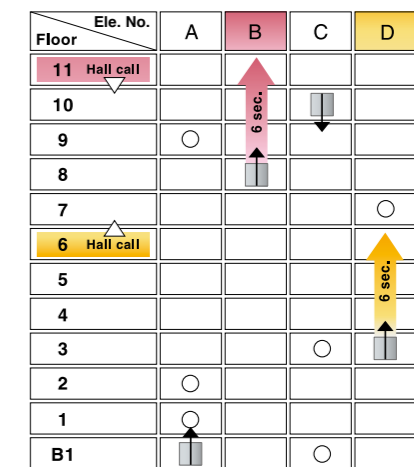 Ele. No.
Floor A B C D
11 Hall call
10
6 sec.
9
8
7
6 Hall call
5
6 sec.
4
3
2
1
B1